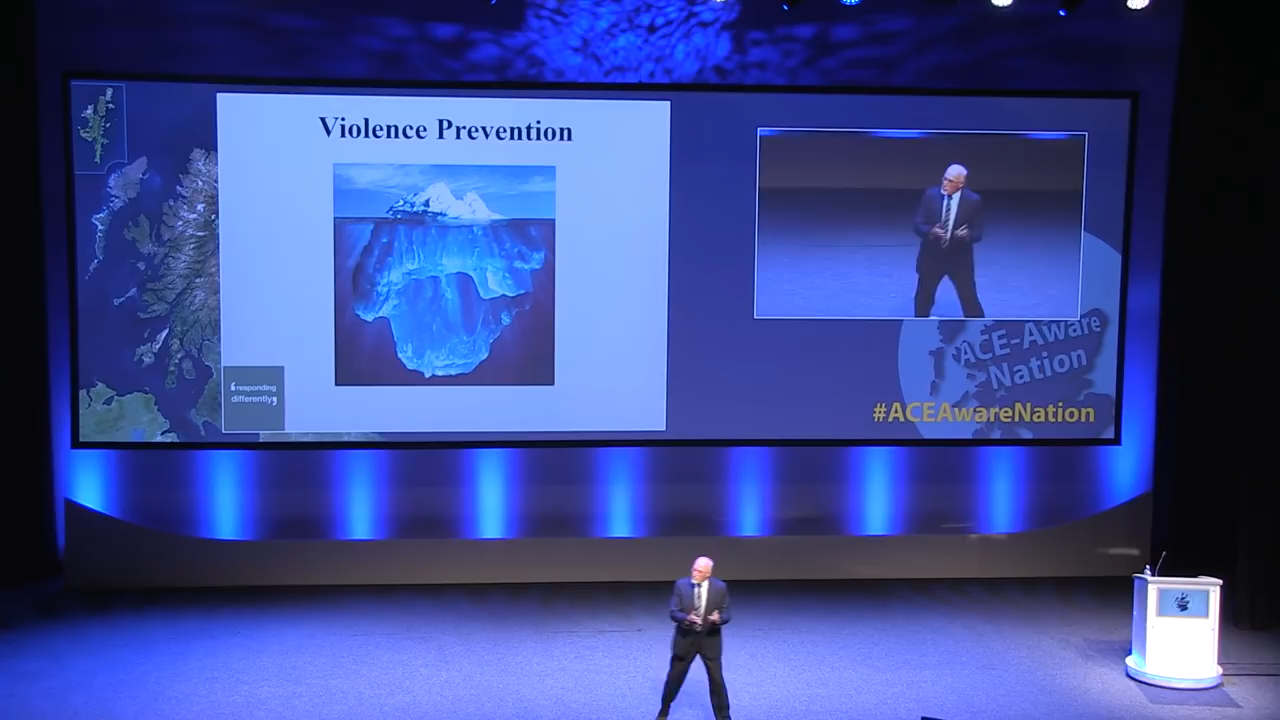 Violence Prevention
responding
differently
ACE-Aware
Nation
#ACEAwareNation